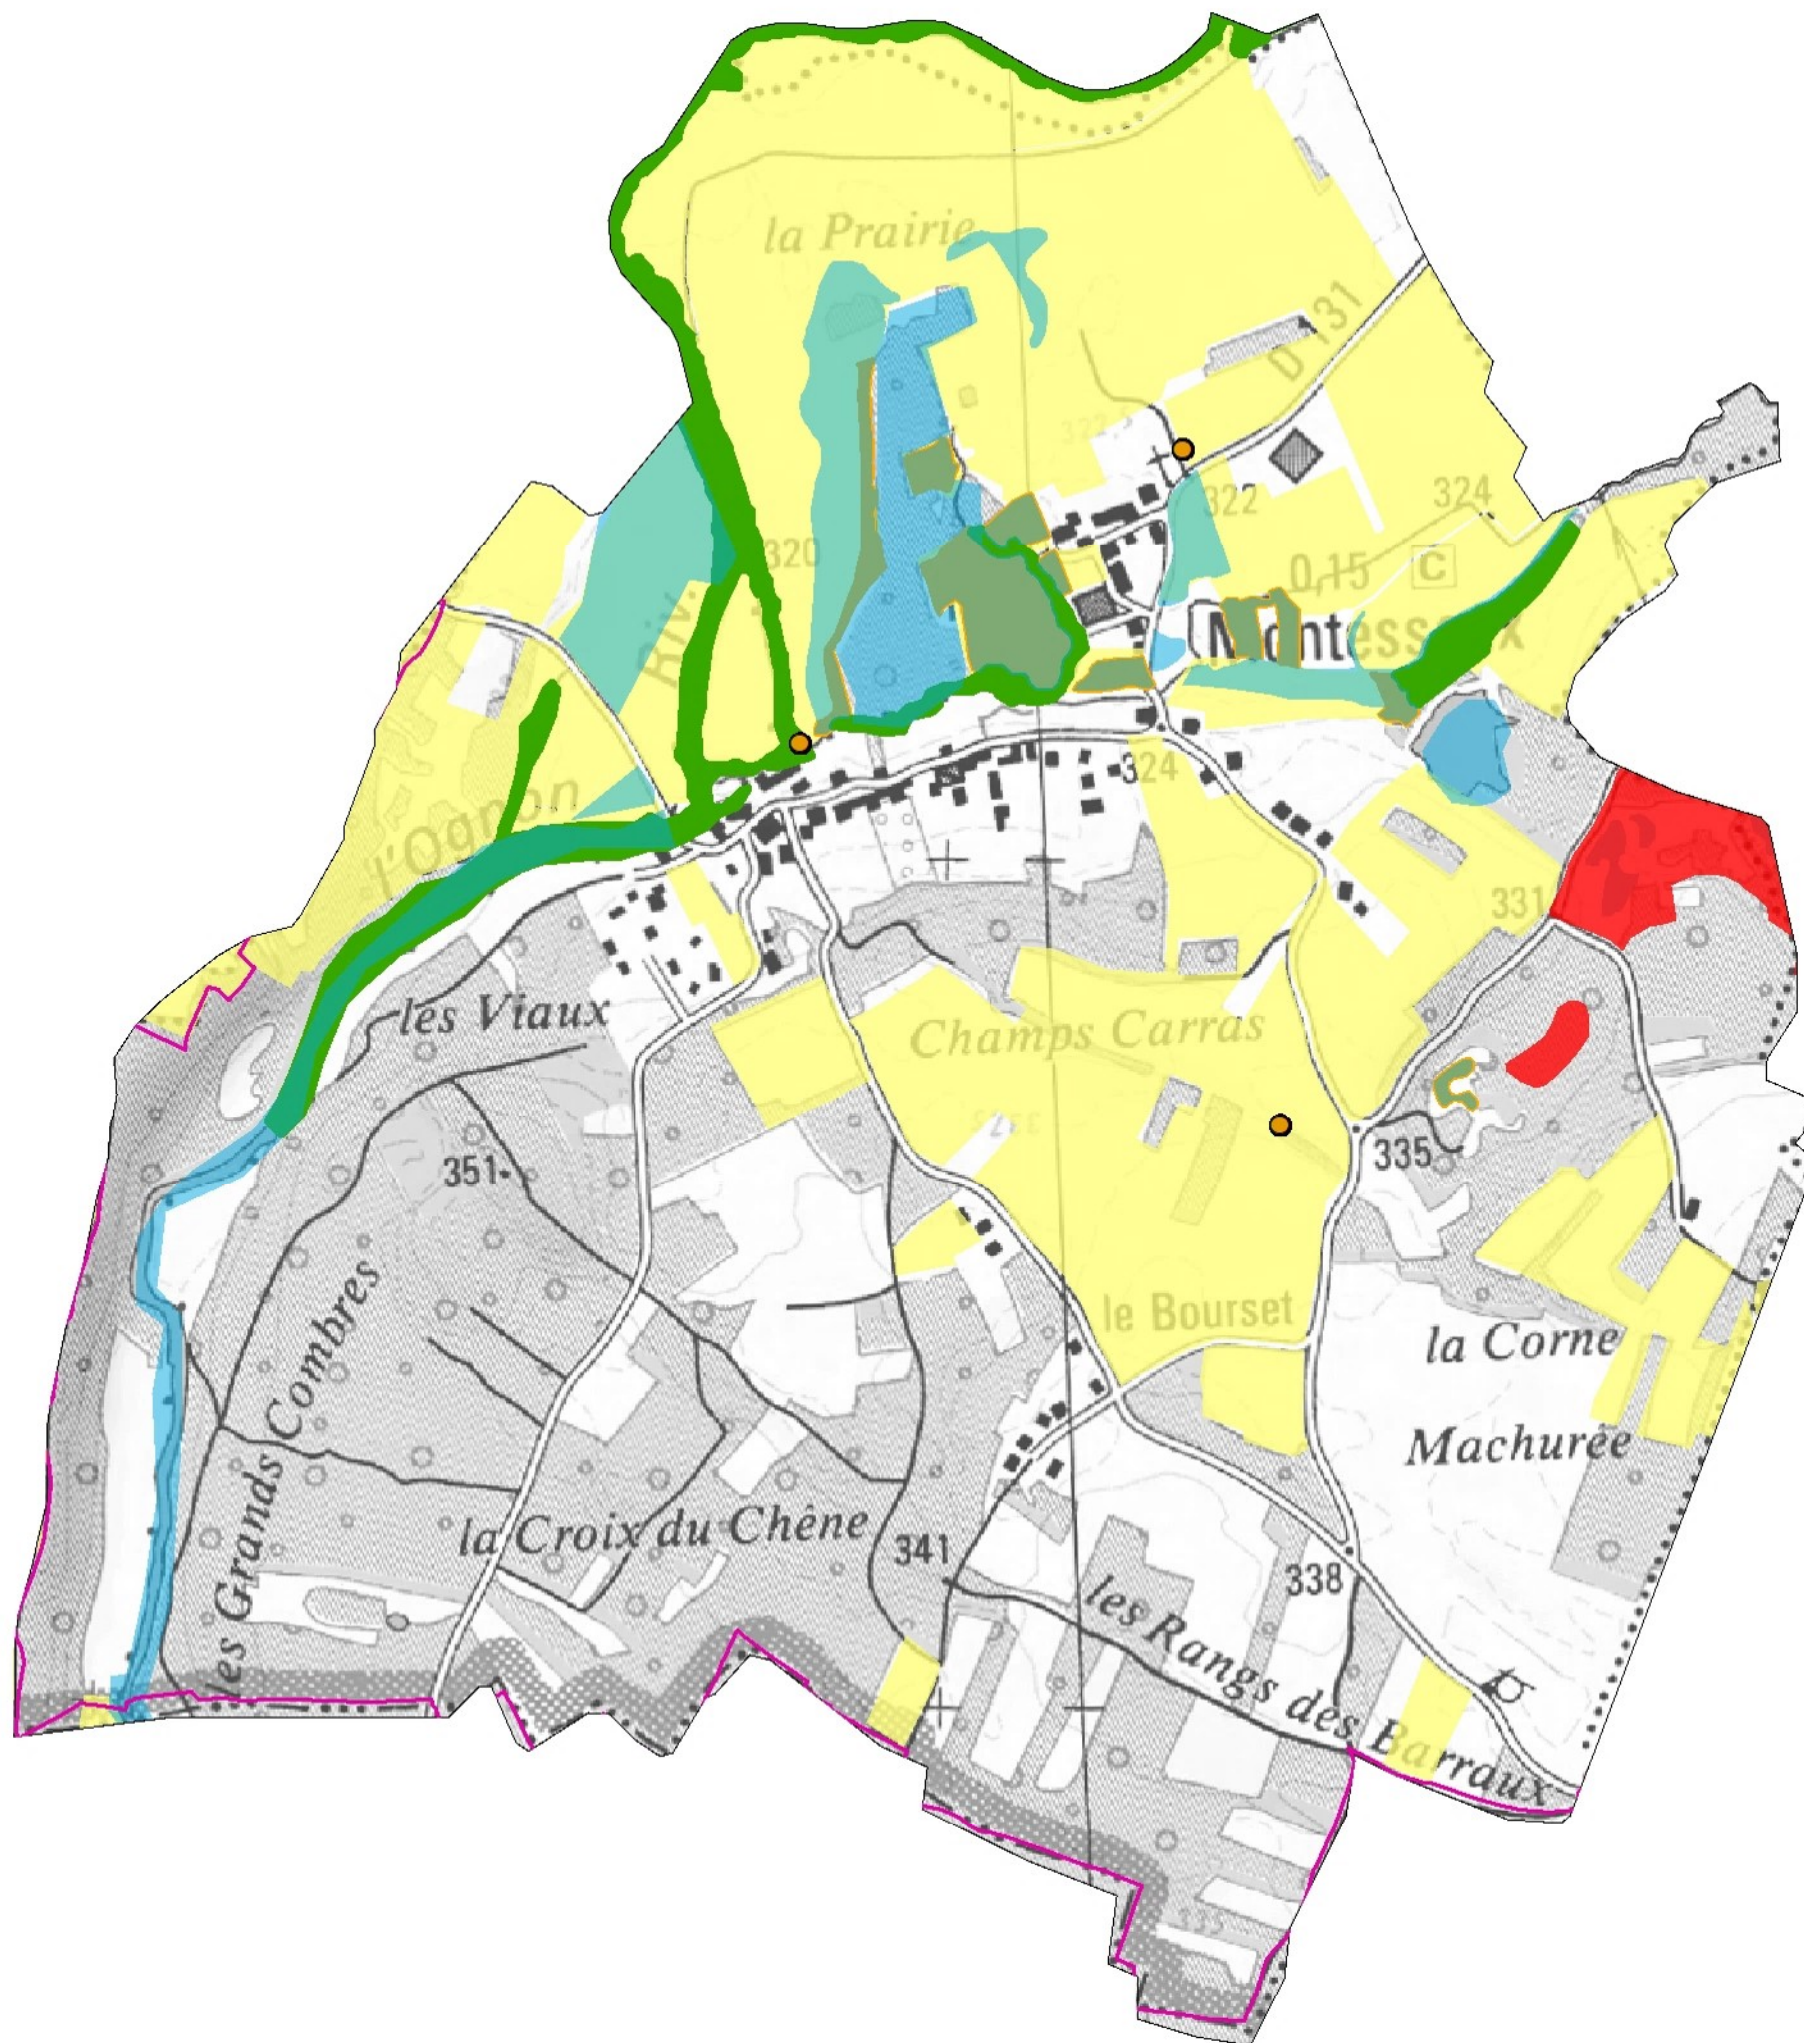 la Prairie
D 131
322,5
322
324
320
0,15
C
Riv.
Montessaux
l'Ognon
324
331
les Viaux
Champs Carras
335
351
le Bourset
les Grands Combres
la Corne
Machurée
la Croix du Chêne
341
338
les Rangs des Barraux
335